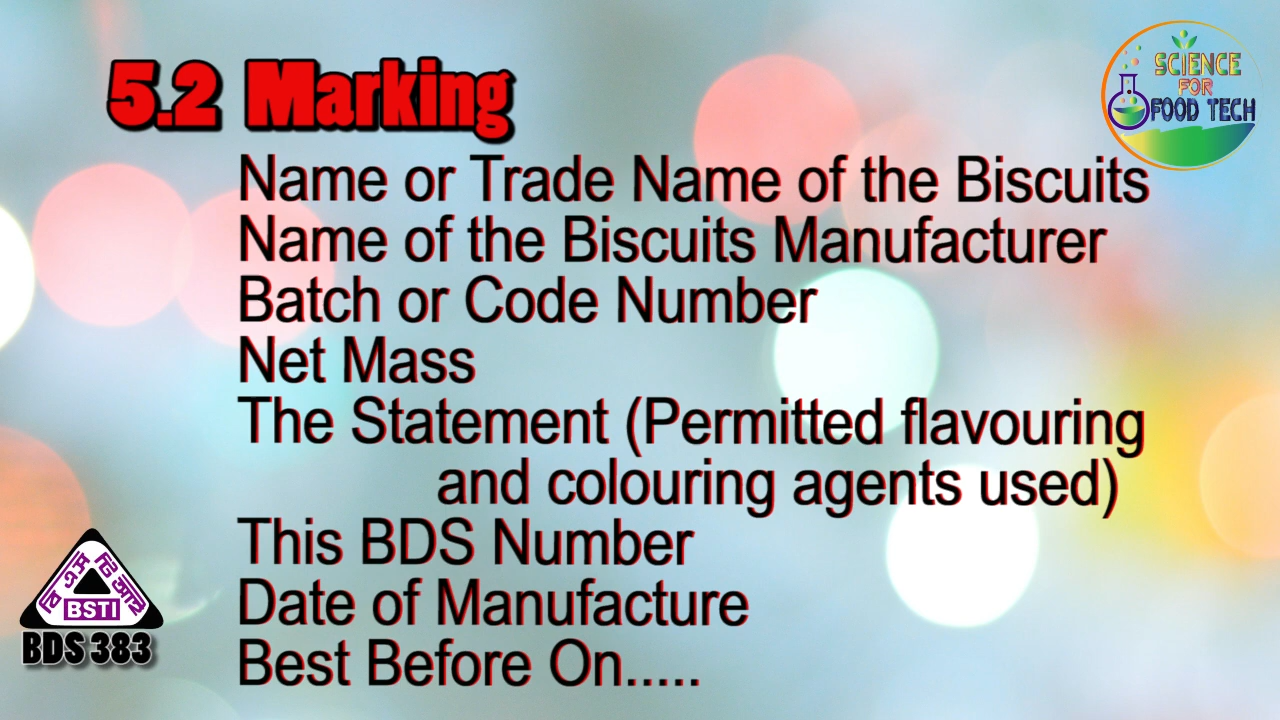 5.2 Marking
SCIENCE
FOR
FOOD TECH
Name or Trade Name of the Biscuits
Name of the Biscuits Manufacturer
Batch or Code Number
Net Mass
The Statement (Permitted flavouring
and colouring agents used)
This BDS Number
Date of Manufacture
Best Before On.....
বি এস টি আই
BSTI
BDS 383